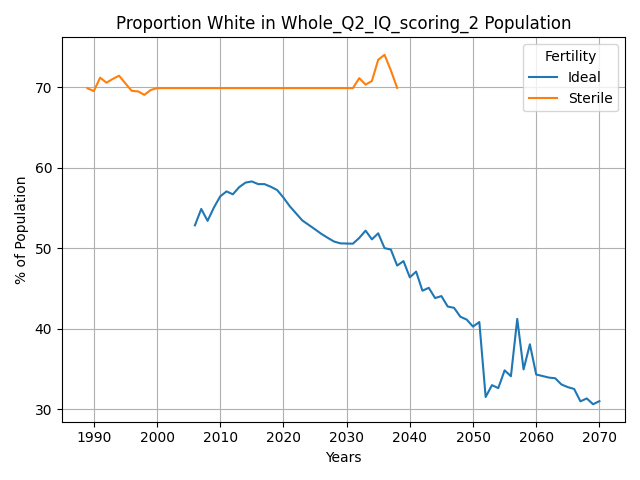 Proportion White in Whole_Q2_IQ_scoring_2 Population
Fertility
Ideal
Sterile
% of Population
70
60
50
40
30
1990 2000 2010 2020 2030 2040 2050 2060 2070
Years